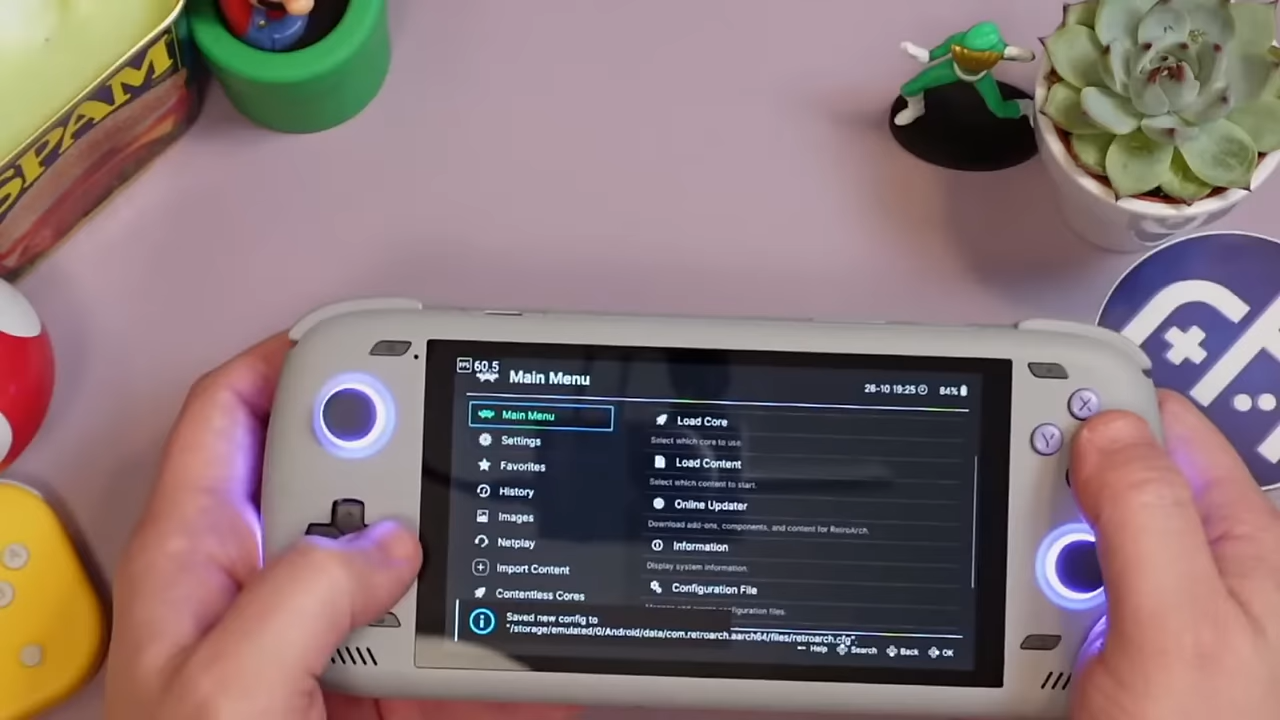 SPAM
FPS 60.5
Main Menu
26-10 19:25
84%
Main Menu
Settings
Favorites
History
Images
Netplay
Import Content
Contentless Cores
Load Core
Select which core to use.
Load Content
Select which content to start.
Online Updater
Download add-ons, components, and content for RetroArch.
Information
Display system information.
Configuration File
configuration files.
Saved new config to
"/storage/emulated/0/Android/data/com.retroarch.aarch64/files/retroarch.cfg".
Help Search Back OK
X
Y
A